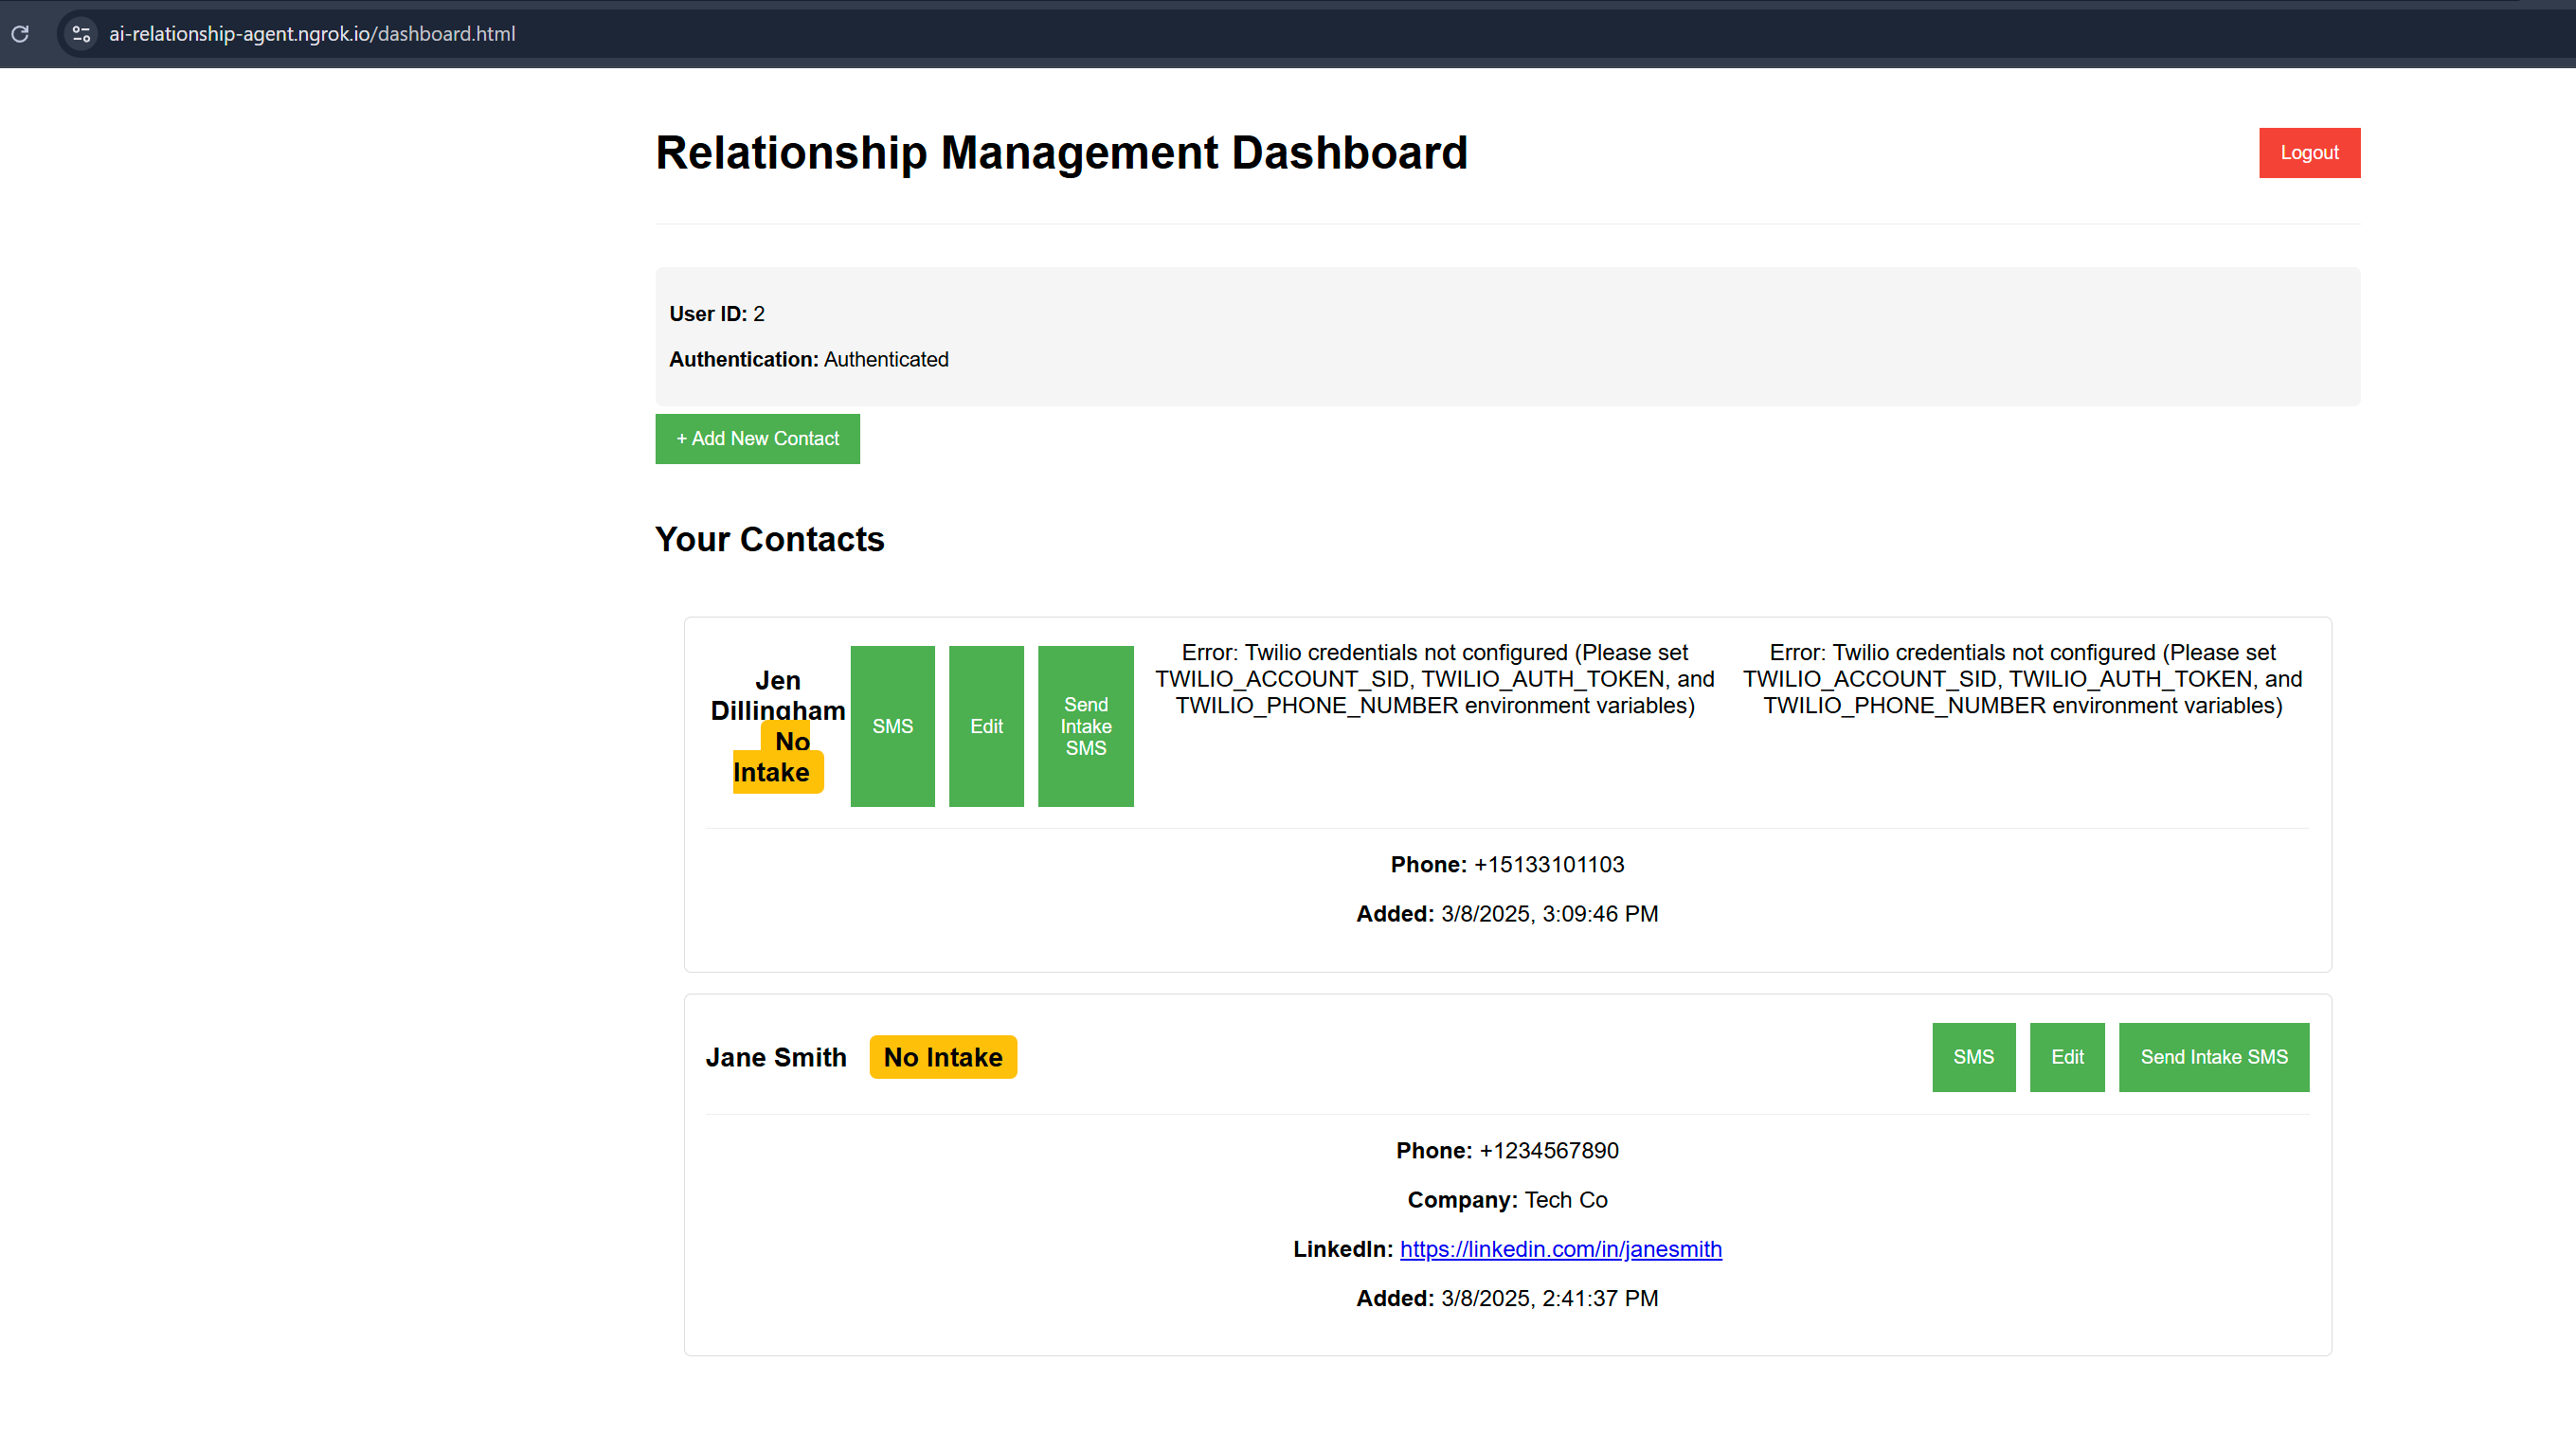 ai-relationship-agent.ngrok.io/dashboard.html
Relationship Management Dashboard
Logout
User ID: 2
Authentication: Authenticated
+ Add New Contact
Your Contacts
Jen
Dillingham
No
Intake
SMS
Edit
Send
Intake
SMS
Error: Twilio credentials not configured (Please set
TWILIO_ACCOUNT_SID, TWILIO_AUTH_TOKEN, and
TWILIO_PHONE_NUMBER environment variables)
Error: Twilio credentials not configured (Please set
TWILIO_ACCOUNT_SID, TWILIO_AUTH_TOKEN, and
TWILIO_PHONE_NUMBER environment variables)
Phone: +15133101103
Added: 3/8/2025, 3:09:46 PM
Jane Smith No Intake
SMS
Edit
Send Intake SMS
Phone: +1234567890
Company: Tech Co
LinkedIn: https://linkedin.com/in/janesmith
Added: 3/8/2025, 2:41:37 PM